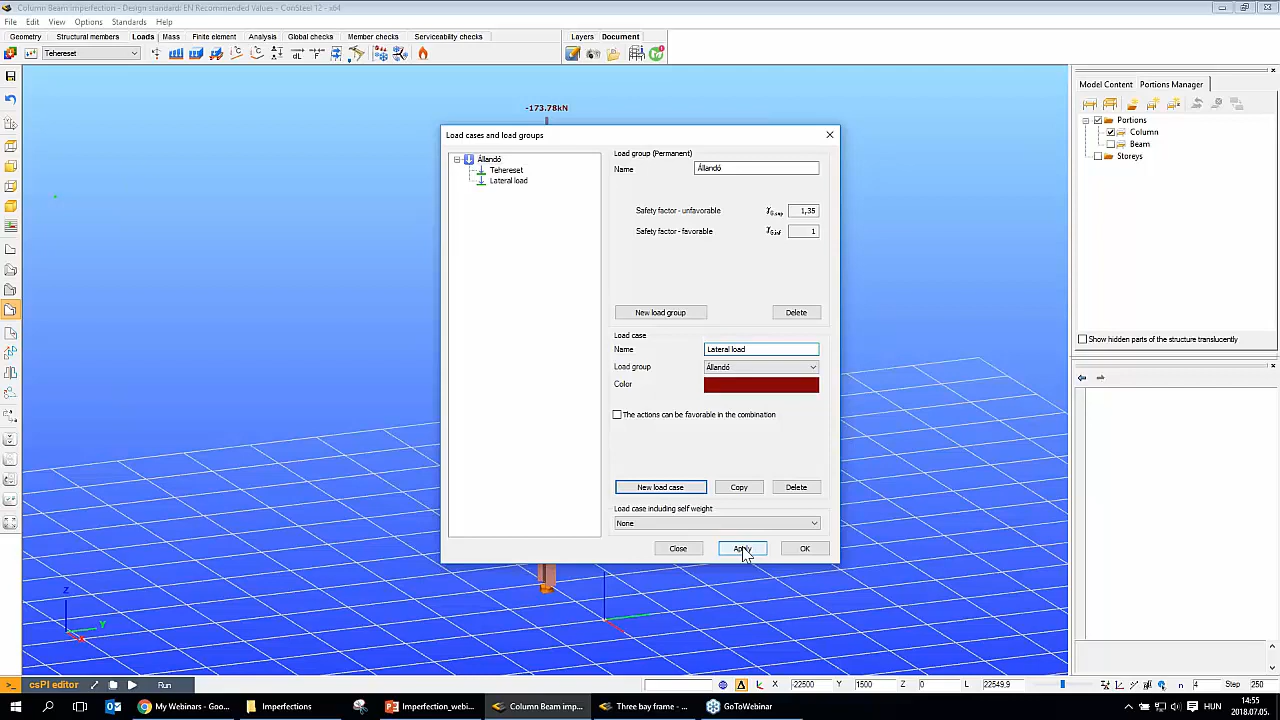 Column Beam Imperfection - Design standard: EN Recommended Values - ConSteel 12 - x64
File Edit View Options Standards Help
Geometry Structural members Loads Mass Finite element Analysis Global checks Member checks Serviceability checks Layers Document
Tehereset
Model Content Portions Manager
Portions
Column
Beam
Storeys
Show hidden parts of the structure translucently
-173.78kN
Load cases and load groups
Állandó
Tehereset
Lateral load
Load group (Permanent)
Name Állandó
Safety factor - unfavorable γG,sup 1,35
Safety factor - favorable γG,inf 1
New load group Delete
Load case
Name Lateral load
Load group Állandó
Color
The actions can be favorable in the combination
New load case Copy Delete
Load case including self weight
None
Close Apply OK
Z
Y
X
csPI editor Run X 22500 Y 1500 Z 0 L 22549,9 n 4 Step 250
My Webinars - Goo... Imperfections Imperfection_webi... Column Beam imp... Three bay frame - ... GoToWebinar HUN 14:55
2018.07.05.